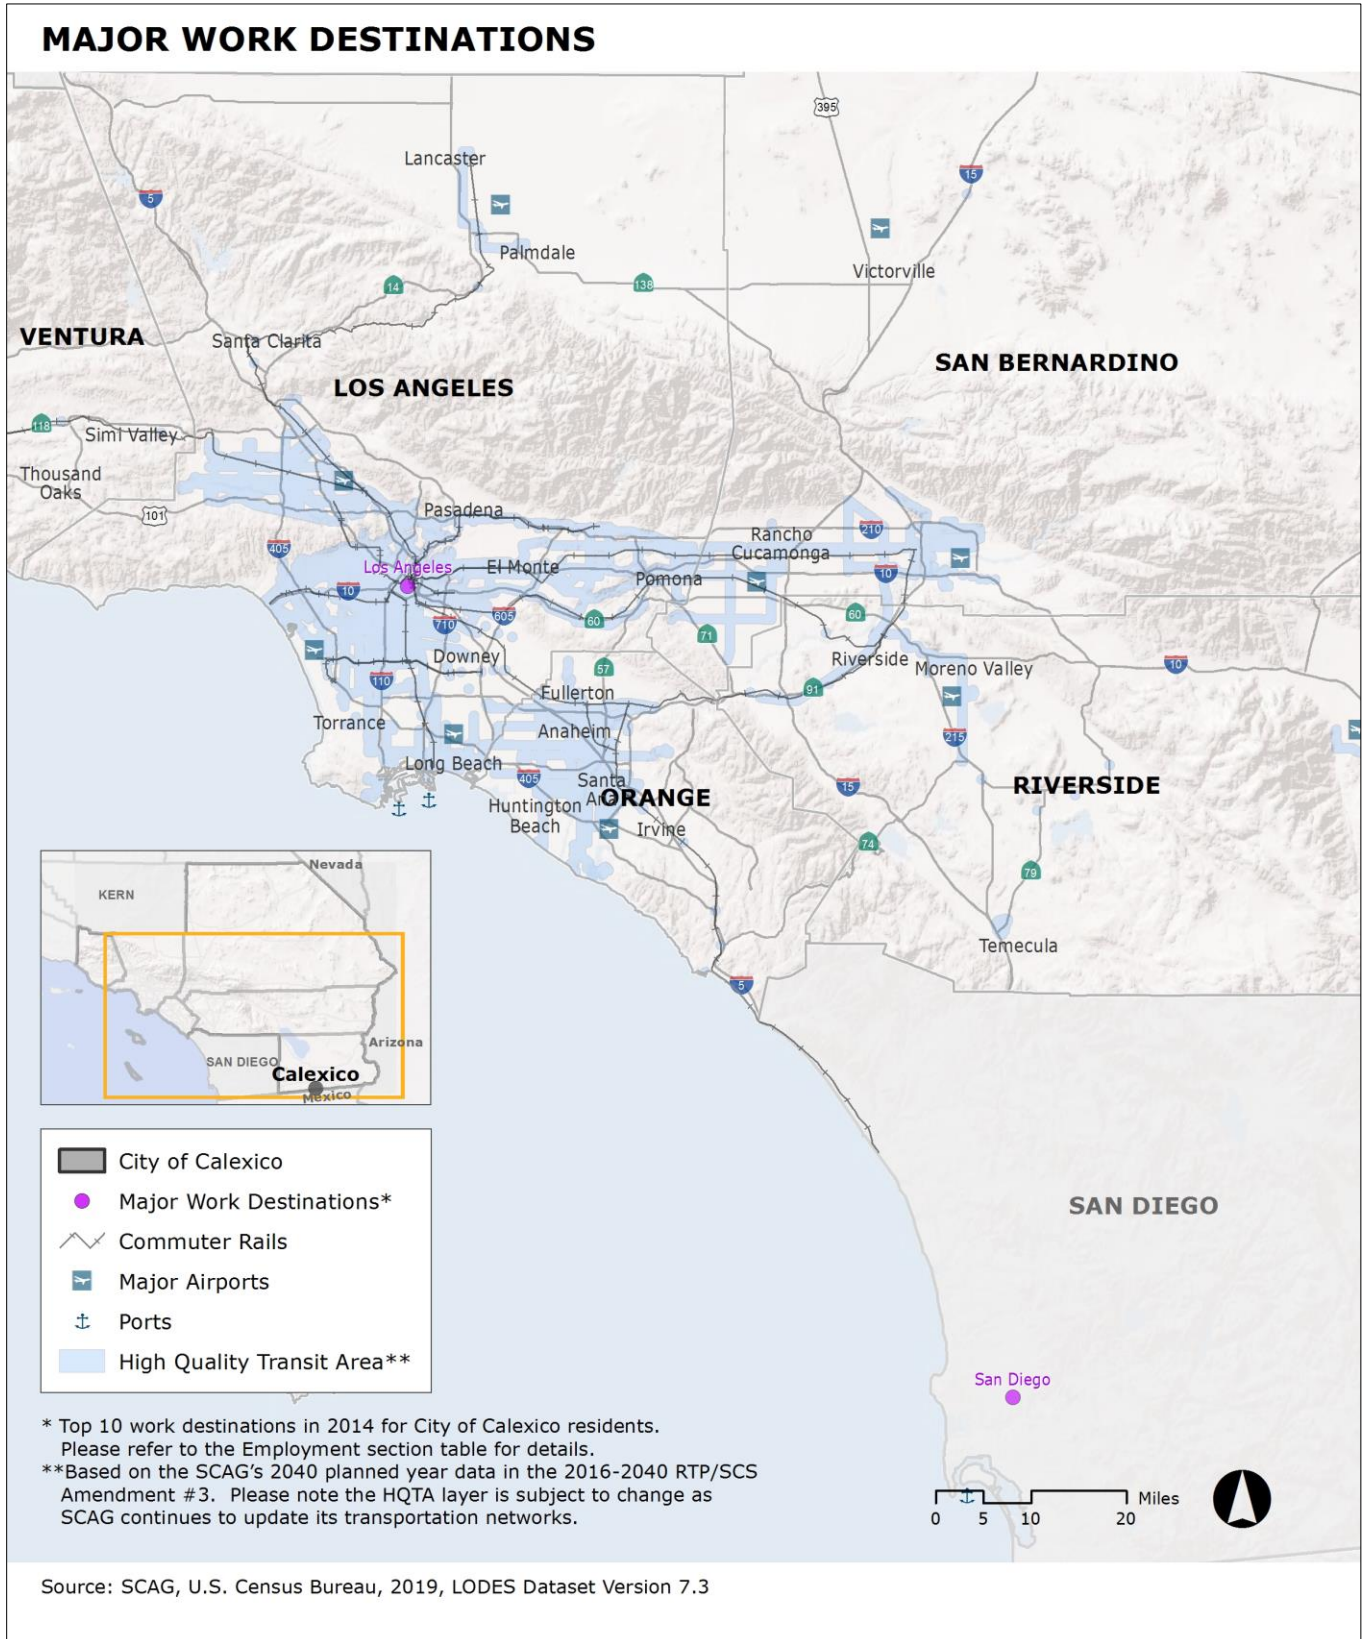 MAJOR WORK DESTINATIONS
395
Lancaster
15
5
Palmdale
Victorville
14
138
VENTURA
Santa Clarita
SAN BERNARDINO
LOS ANGELES
118
Simi Valley
Thousand
Oaks
101
Pasadena
405
210
Rancho
Cucamonga
Los Angeles
El Monte
Pomona
10
10
605
60
60
710
71
Downey
57
Riverside
Moreno Valley
10
110
91
Fullerton
Torrance
Anaheim
215
Long Beach
405
Santa
Ana
ORANGE
15
RIVERSIDE
Huntington
Beach
Irvine
74
79
Temecula
5
Nevada
KERN
Arizona
SAN DIEGO
Calexico
Mexico
City of Calexico
Major Work Destinations*
Commuter Rails
Major Airports
Ports
High Quality Transit Area**
SAN DIEGO
San Diego
* Top 10 work destinations in 2014 for City of Calexico residents.
Please refer to the Employment section table for details.
**Based on the SCAG's 2040 planned year data in the 2016-2040 RTP/SCS
Amendment #3. Please note the HQTA layer is subject to change as
SCAG continues to update its transportation networks.
0 5 10 20 Miles
Source: SCAG, U.S. Census Bureau, 2019, LODES Dataset Version 7.3